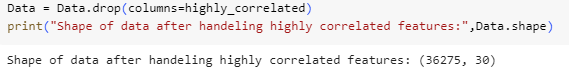 Data = Data.drop(columns=highly_correlated)
print("Shape of data after handeling highly correlated features:",Data.shape)
Shape of data after handeling highly correlated features: (36275, 30)